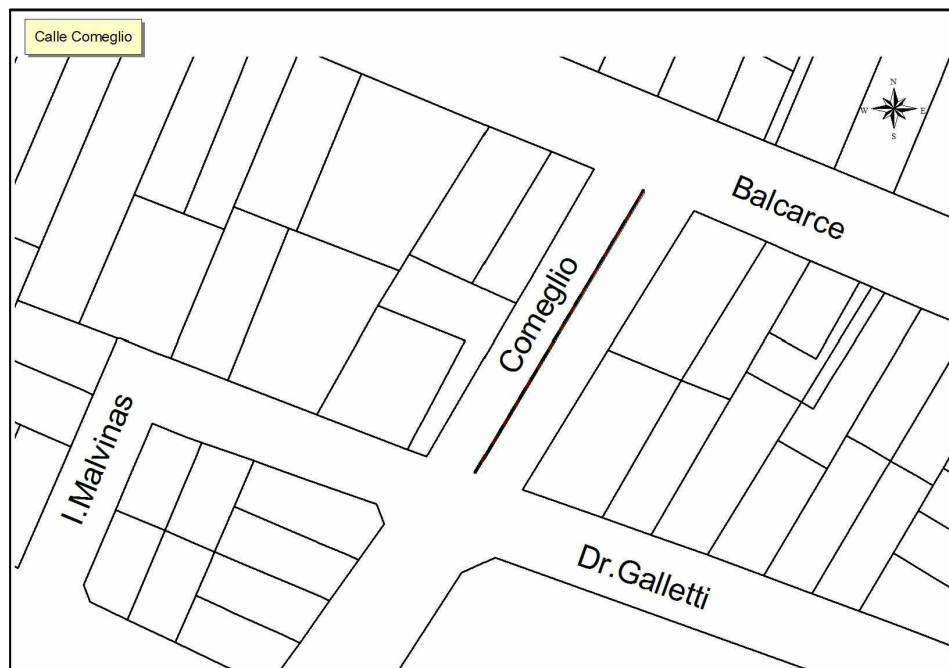 Calle Comeglio
N
W
E
S
Balcarce
Comeglio
I.Malvinas
Dr.Galletti